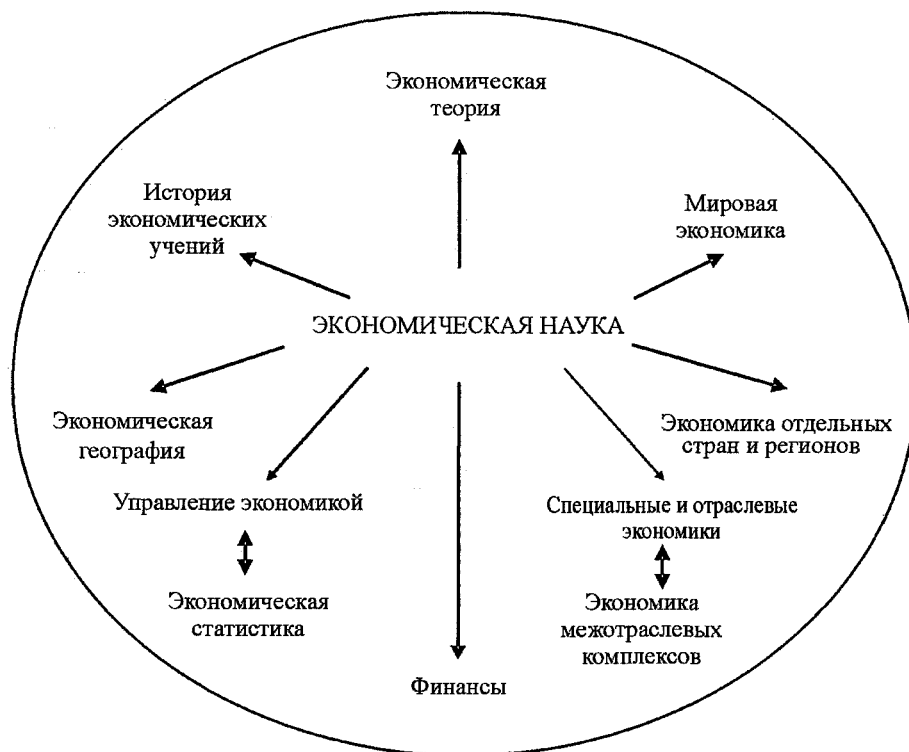 Экономическая
теория
История
экономических
учений
Мировая
экономика
ЭКОНОМИЧЕСКАЯ НАУКА
Экономическая
география
Экономика отдельных
стран и регионов
Управление экономикой
Специальные и отраслевые
экономики
Экономическая
статистика
Экономика
межотраслевых
комплексов
Финансы